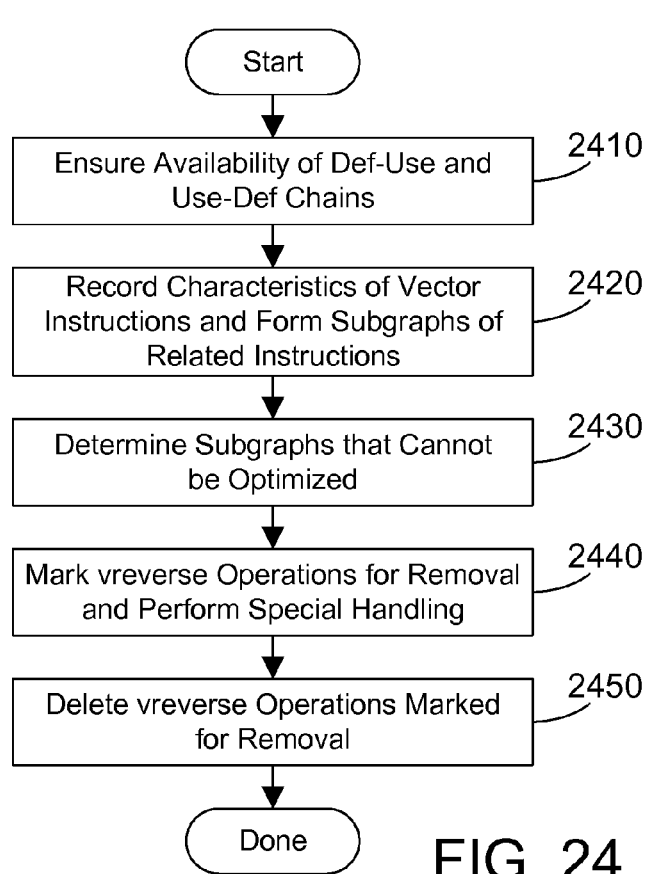 Start
2410
Ensure Availability of Def-Use and
Use-Def Chains
2420
Record Characteristics of Vector
Instructions and Form Subgraphs of
Related Instructions
2430
Determine Subgraphs that Cannot
be Optimized
2440
Mark vreverse Operations for Removal
and Perform Special Handling
2450
Delete vreverse Operations Marked
for Removal
Done
FIG. 24